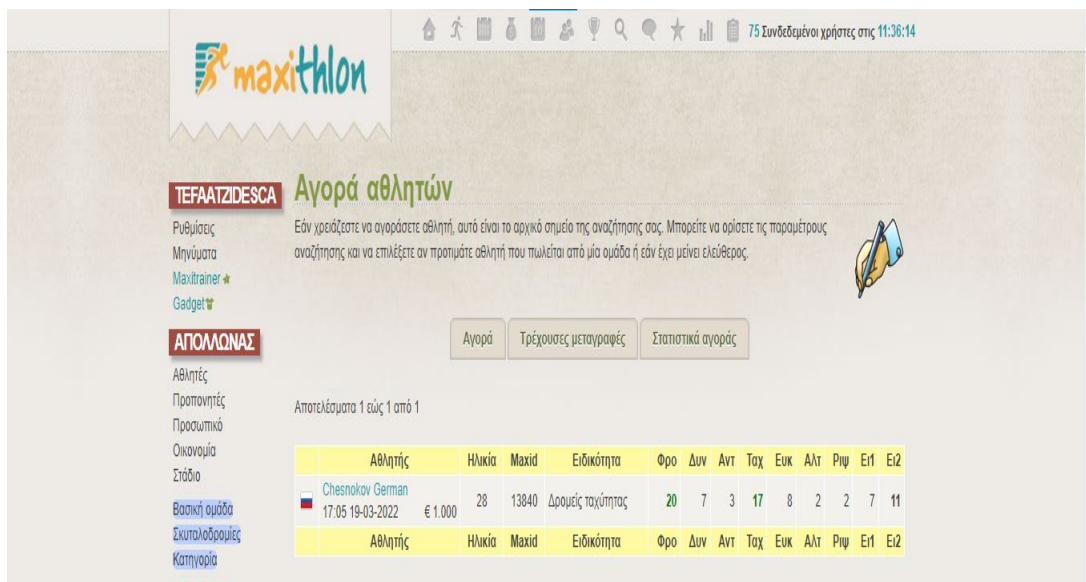 75 Συνδεδεμένοι χρήστες στις 11:36:14
maxithlon
TEFAATZIDESCA
Ρυθμίσεις
Μηνύματα
Maxitrainer
Gadget
ΑΠΟΛΛΩΝΑΣ
Αθλητές
Προπονητές
Προσωπικό
Οικονομία
Στάδιο
Βασική ομάδα
Σκυταλοδρομίες
Κατηγορία
Αγορά αθλητών
Εάν χρειάζεστε να αγοράσετε αθλητή, αυτό είναι το αρχικό σημείο της αναζήτησης σας. Μπορείτε να ορίσετε τις παραμέτρους
αναζήτησης και να επιλέξετε αν προτιμάτε αθλητή που πωλείται από μία ομάδα ή εάν έχει μείνει ελεύθερος.
Αγορά Τρέχουσες μεταγραφές Στατιστικά αγοράς
Αποτελέσματα 1 εώς 1 από 1
Αθλητής Ηλικία Maxid Ειδικότητα Φρο Δυν Αντ Ταχ Ευκ Αλτ Ριψ Ει1 Ει2
Chesnokov German
17:05 19-03-2022 € 1.000 28 13840 Δρομείς ταχύτητας 20 7 3 17 8 2 2 7 11
Αθλητής Ηλικία Maxid Ειδικότητα Φρο Δυν Αντ Ταχ Ευκ Αλτ Ριψ Ει1 Ει2